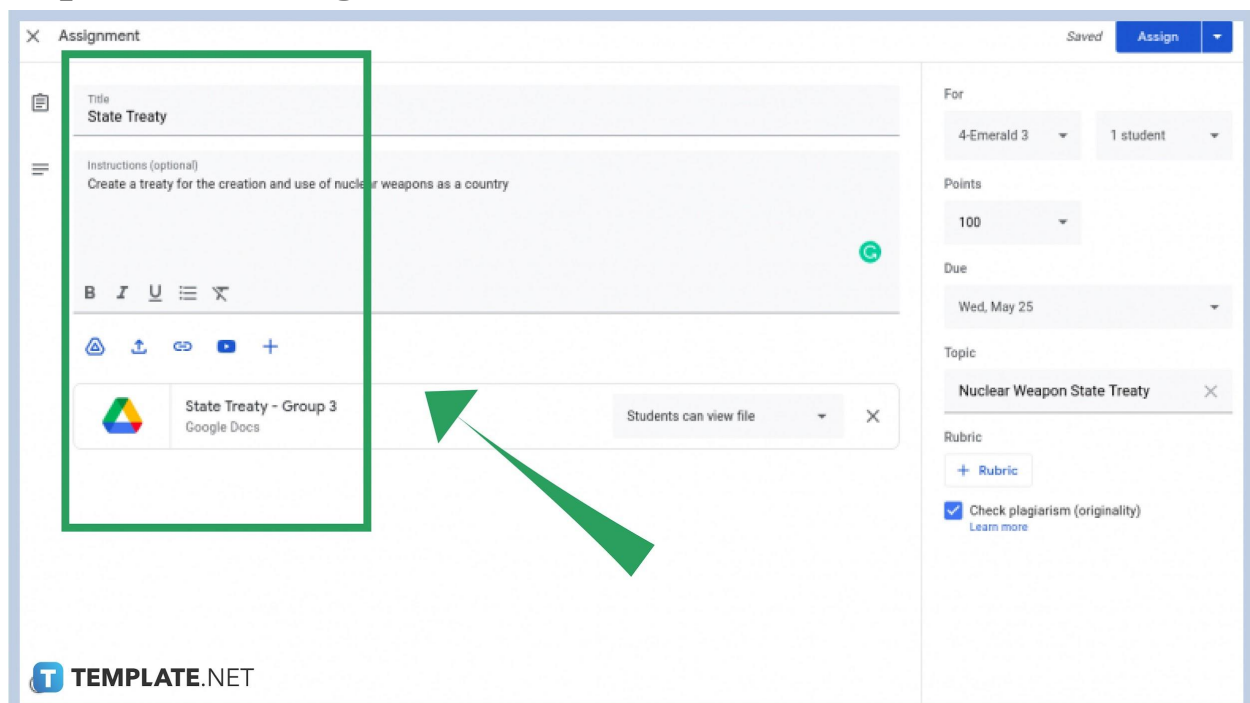 Assignment
Saved
Assign
Title
State Treaty
Instructions (optional)
Create a treaty for the creation and use of nuclear weapons as a country
B I U
State Treaty - Group 3
Google Docs
Students can view file
For
4-Emerald 3
1 student
Points
100
Due
Wed, May 25
Topic
Nuclear Weapon State Treaty
Rubric
+ Rubric
Check plagiarism (originality)
Learn more
T TEMPLATE.NET